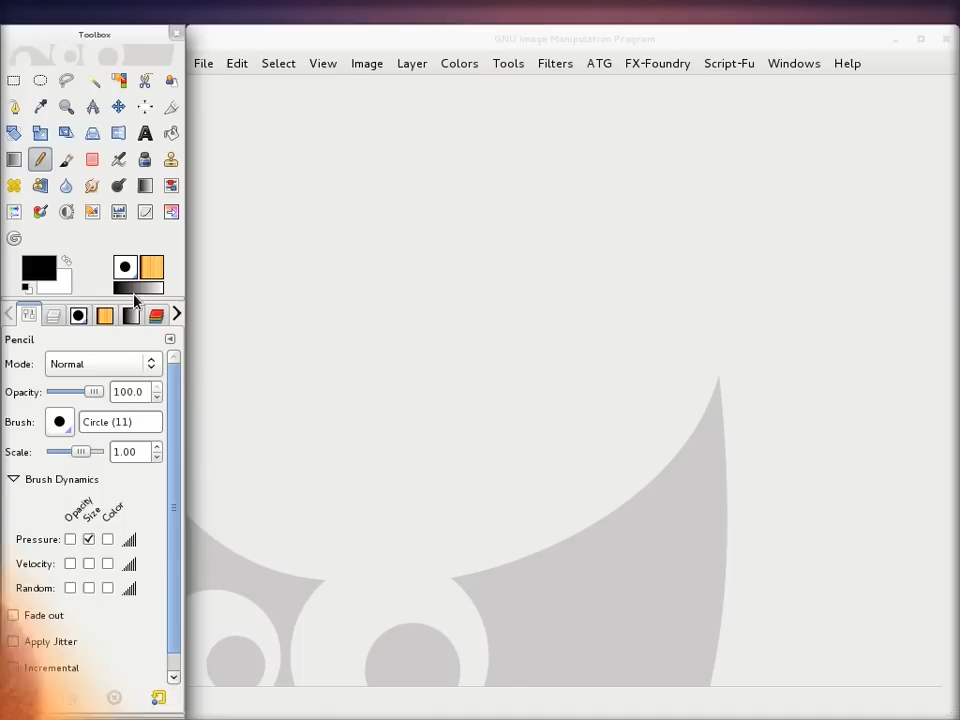 Toolbox
GNU Image Manipulation Program
File Edit Select View Image Layer Colors Tools Filters ATG FX-Foundry Script-Fu Windows Help
Pencil
Mode: Normal
Opacity: 100.0
Brush: Circle (11)
Scale: 1.00
Brush Dynamics
Opacity Size Color
Pressure:
Velocity:
Random:
Fade out
Apply Jitter
Incremental